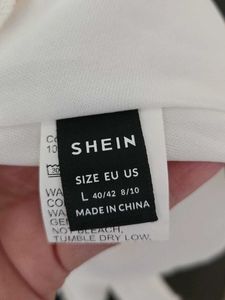 SHEIN
SIZE EU US
L 40/42 8/10
MADE IN CHINA
NOT BLEACH,
TUMBLE DRY LOW,